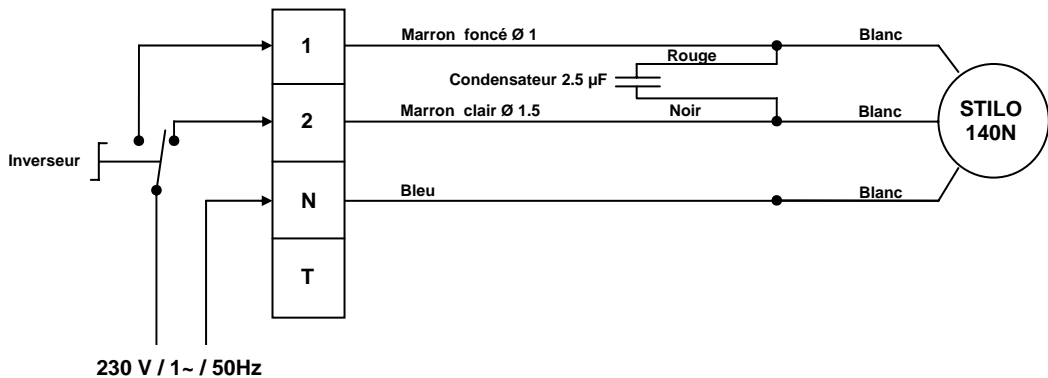 1
Marron foncé Ø 1
Blanc
Rouge
Condensateur 2.5 µF
2
Marron clair Ø 1.5
Noir
Blanc
STILO
140N
Inverseur
N
Bleu
Blanc
T
230 V / 1~ / 50Hz